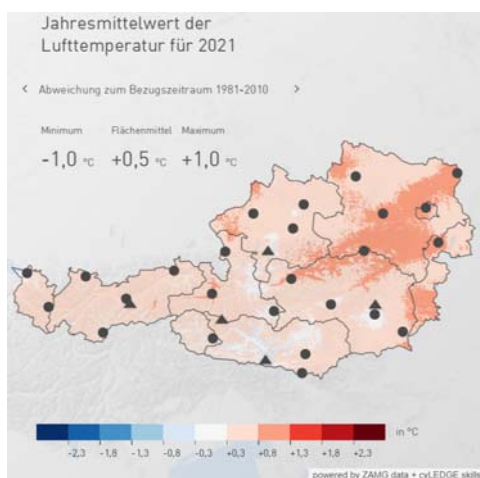 Jahresmittelwert der
Lufttemperatur für 2021
< Abweichung zum Bezugszeitraum 1981-2010 >
Minimum Flächenmittel Maximum
-1,0 °C +0,5 °C +1,0 °C
in °C
-2,3 -1,8 -1,3 -0,8 -0,3 +0,3 +0,8 +1,3 +1,8 +2,3
powered by ZAMG data + cyLEDGE skills